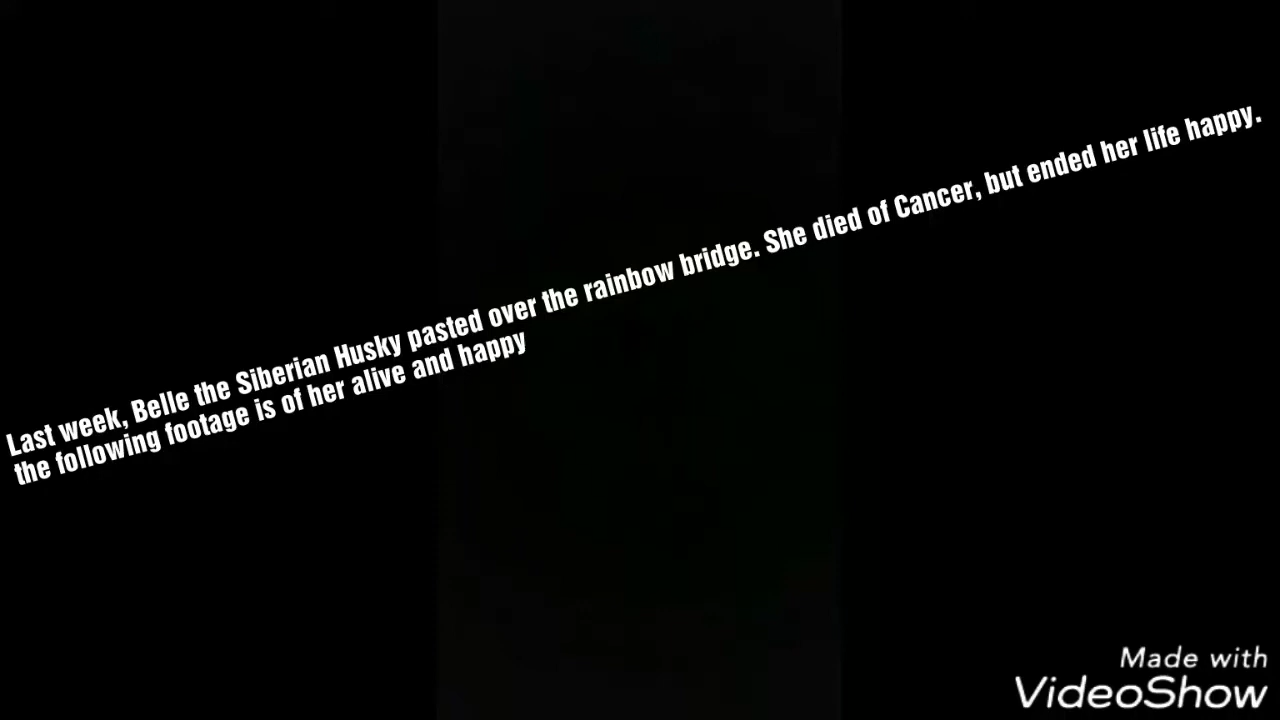 Last week, Belle the Siberian Husky pasted over the rainbow bridge. She died of Cancer, but ended her life happy.
the following footage is of her alive and happy
Made with
VideoShow